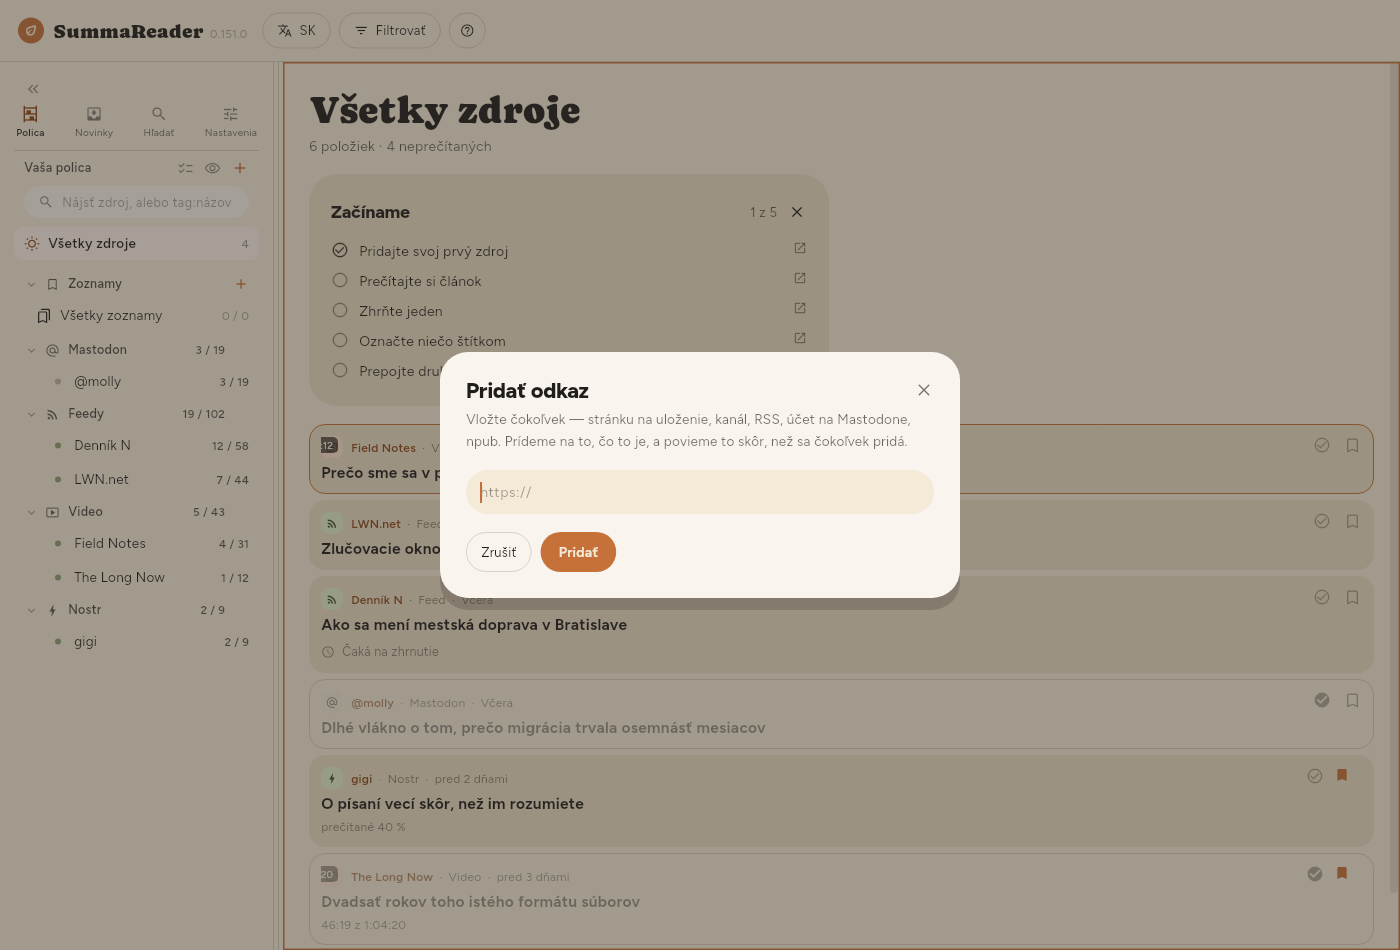 SummaReader 0.151.0
SK
Filtrovať
Polica
Novinky
Hľadať
Nastavenia
Vaša polica
Nájsť zdroj, alebo tag:názov
Všetky zdroje 4
Zoznamy
Všetky zoznamy 0 / 0
Mastodon 3 / 19
@molly 3 / 19
Feedy 19 / 102
Denník N 12 / 58
LWN.net 7 / 44
Video 5 / 43
Field Notes 4 / 31
The Long Now 1 / 12
Nostr 2 / 9
gigi 2 / 9
Všetky zdroje
6 položiek · 4 neprečítaných
Začíname 1 z 5
Pridajte svoj prvý zdroj
Prečítajte si článok
Zhrňte jeden
Označte niečo štítkom
Prepojte
Pridať odkaz
Vložte čokoľvek — stránku na uloženie, kanál, RSS, účet na Mastodone,
npub. Prídeme na to, čo to je, a povieme to skôr, než sa čokoľvek pridá.
https://
Zrušiť
Pridať
12 Field Notes ·
Prečo sme sa v
LWN.net · Feed
Zlučovacie okno
Denník N · Feed · Včera
Ako sa mení mestská doprava v Bratislave
Čaká na zhrnutie
@molly · Mastodon · Včera
Dlhé vlákno o tom, prečo migrácia trvala osemnásť mesiacov
gigi · Nostr · pred 2 dňami
O písaní vecí skôr, než im rozumiete
prečítané 40 %
20 The Long Now · Video · pred 3 dňami
Dvadsať rokov toho istého formátu súborov
46:19 z 1:04:20